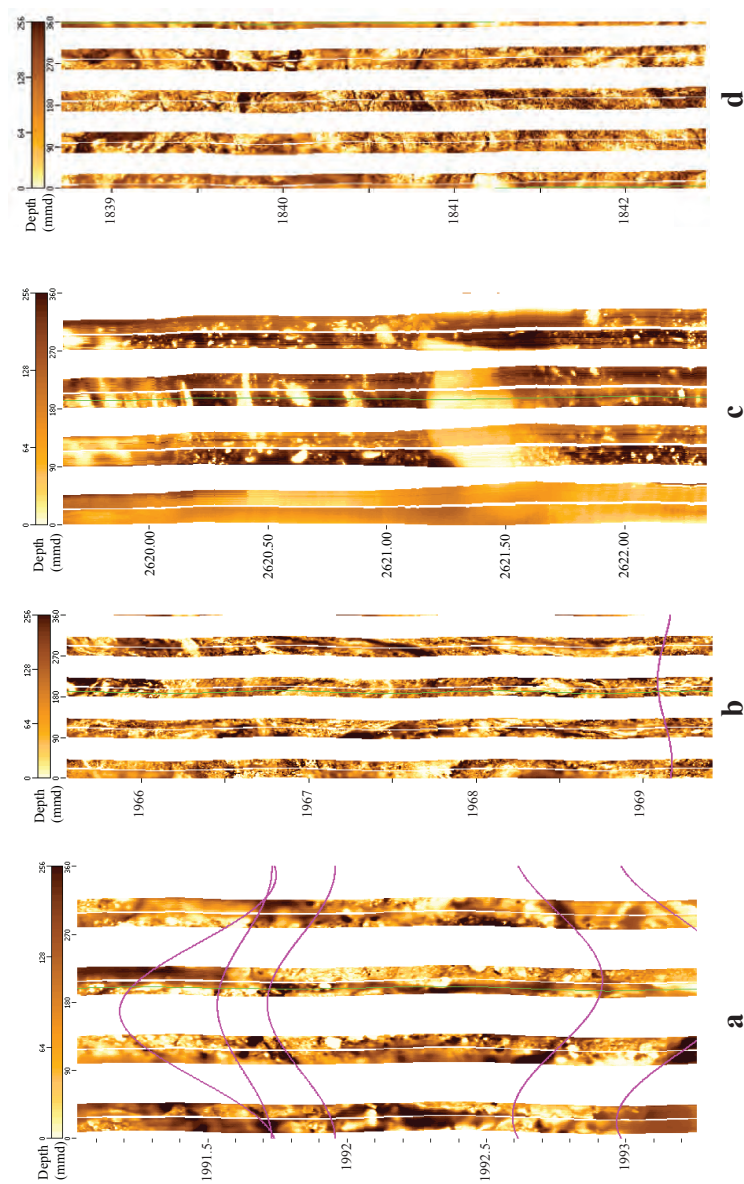 Depth 0 64 128 256
(mmd) 0 90 180 270 360
1991.5
1992
1992.5
1993
a
Depth 0 64 128 256
(mmd) 0 90 180 270 360
1966
1967
1968
1969
b
Depth 0 64 128 256
(mmd) 0 90 180 270 360
2620.00
2620.50
2621.00
2621.50
2622.00
c
Depth 0 64 128 256
(mmd) 0 90 180 270 360
1839
1840
1841
1842
d